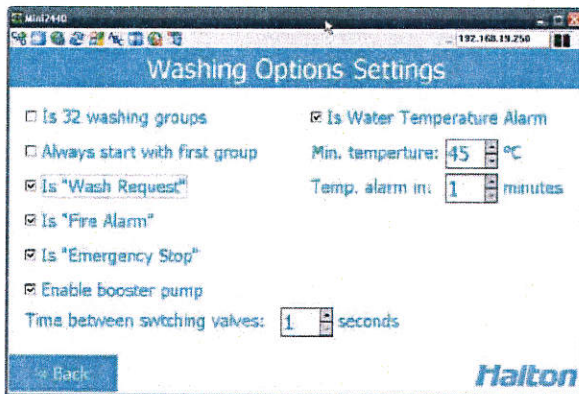 Mini2440
192.168.19.250
Washing Options Settings
Is 32 washing groups
Always start with first group
Is "Wash Request"
Is "Fire Alarm"
Is "Emergency Stop"
Enable booster pump
Time between swtching valves: 1 seconds
Is Water Temperature Alarm
Min. temperture: 45 °C
Temp. alarm in: 1 minutes
« Back
Halton